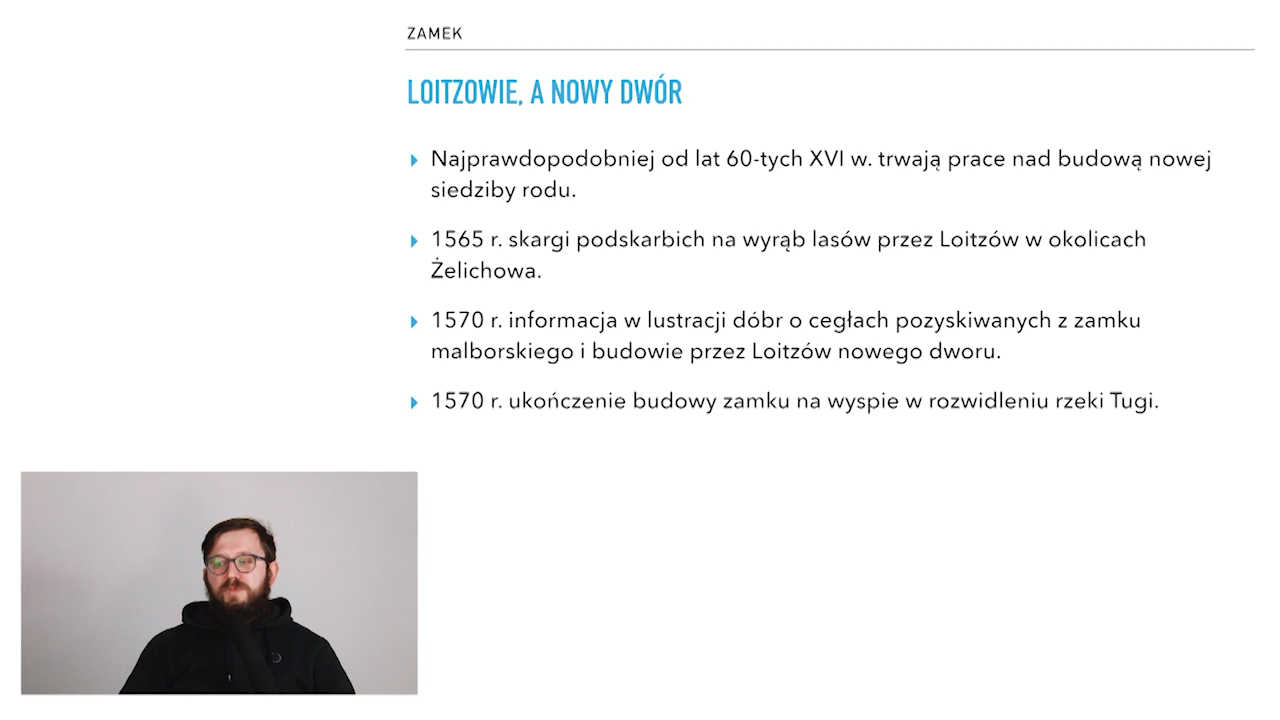 ZAMEK
LOITZOWIE, A NOWY DWÓR
Najprawdopodobniej od lat 60-tych XVI w. trwają prace nad budową nowej
siedziby rodu.
1565 r. skargi podskarbich na wyrąb lasów przez Loitzów w okolicach
Żelichowa.
1570 r. informacja w lustracji dóbr o cegłach pozyskiwanych z zamku
malborskiego i budowie przez Loitzów nowego dworu.
1570 r. ukończenie budowy zamku na wyspie w rozwidleniu rzeki Tugi.